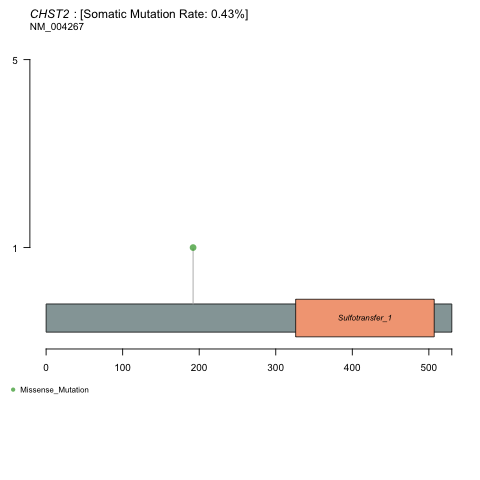 CHST2 : [Somatic Mutation Rate: 0.43%]
NM_004267
5
1
Sulfotransfer_1
0 100 200 300 400 500
Missense_Mutation